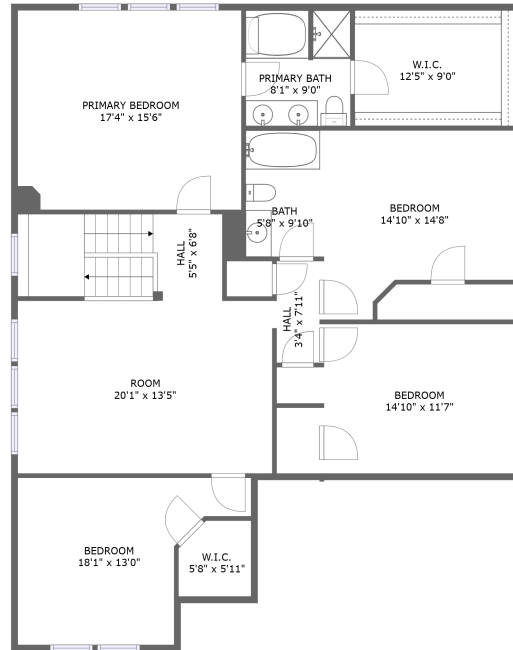 PRIMARY BEDROOM
17'4" x 15'6"
PRIMARY BATH
8'1" x 9'0"
W.I.C.
12'5" x 9'0"
BATH
5'8" x 9'10"
BEDROOM
14'10" x 14'8"
HALL
5'5" x 6'8"
HALL
3'4" x 7'11"
ROOM
20'1" x 13'5"
BEDROOM
14'10" x 11'7"
BEDROOM
18'1" x 13'0"
W.I.C.
5'8" x 5'11"